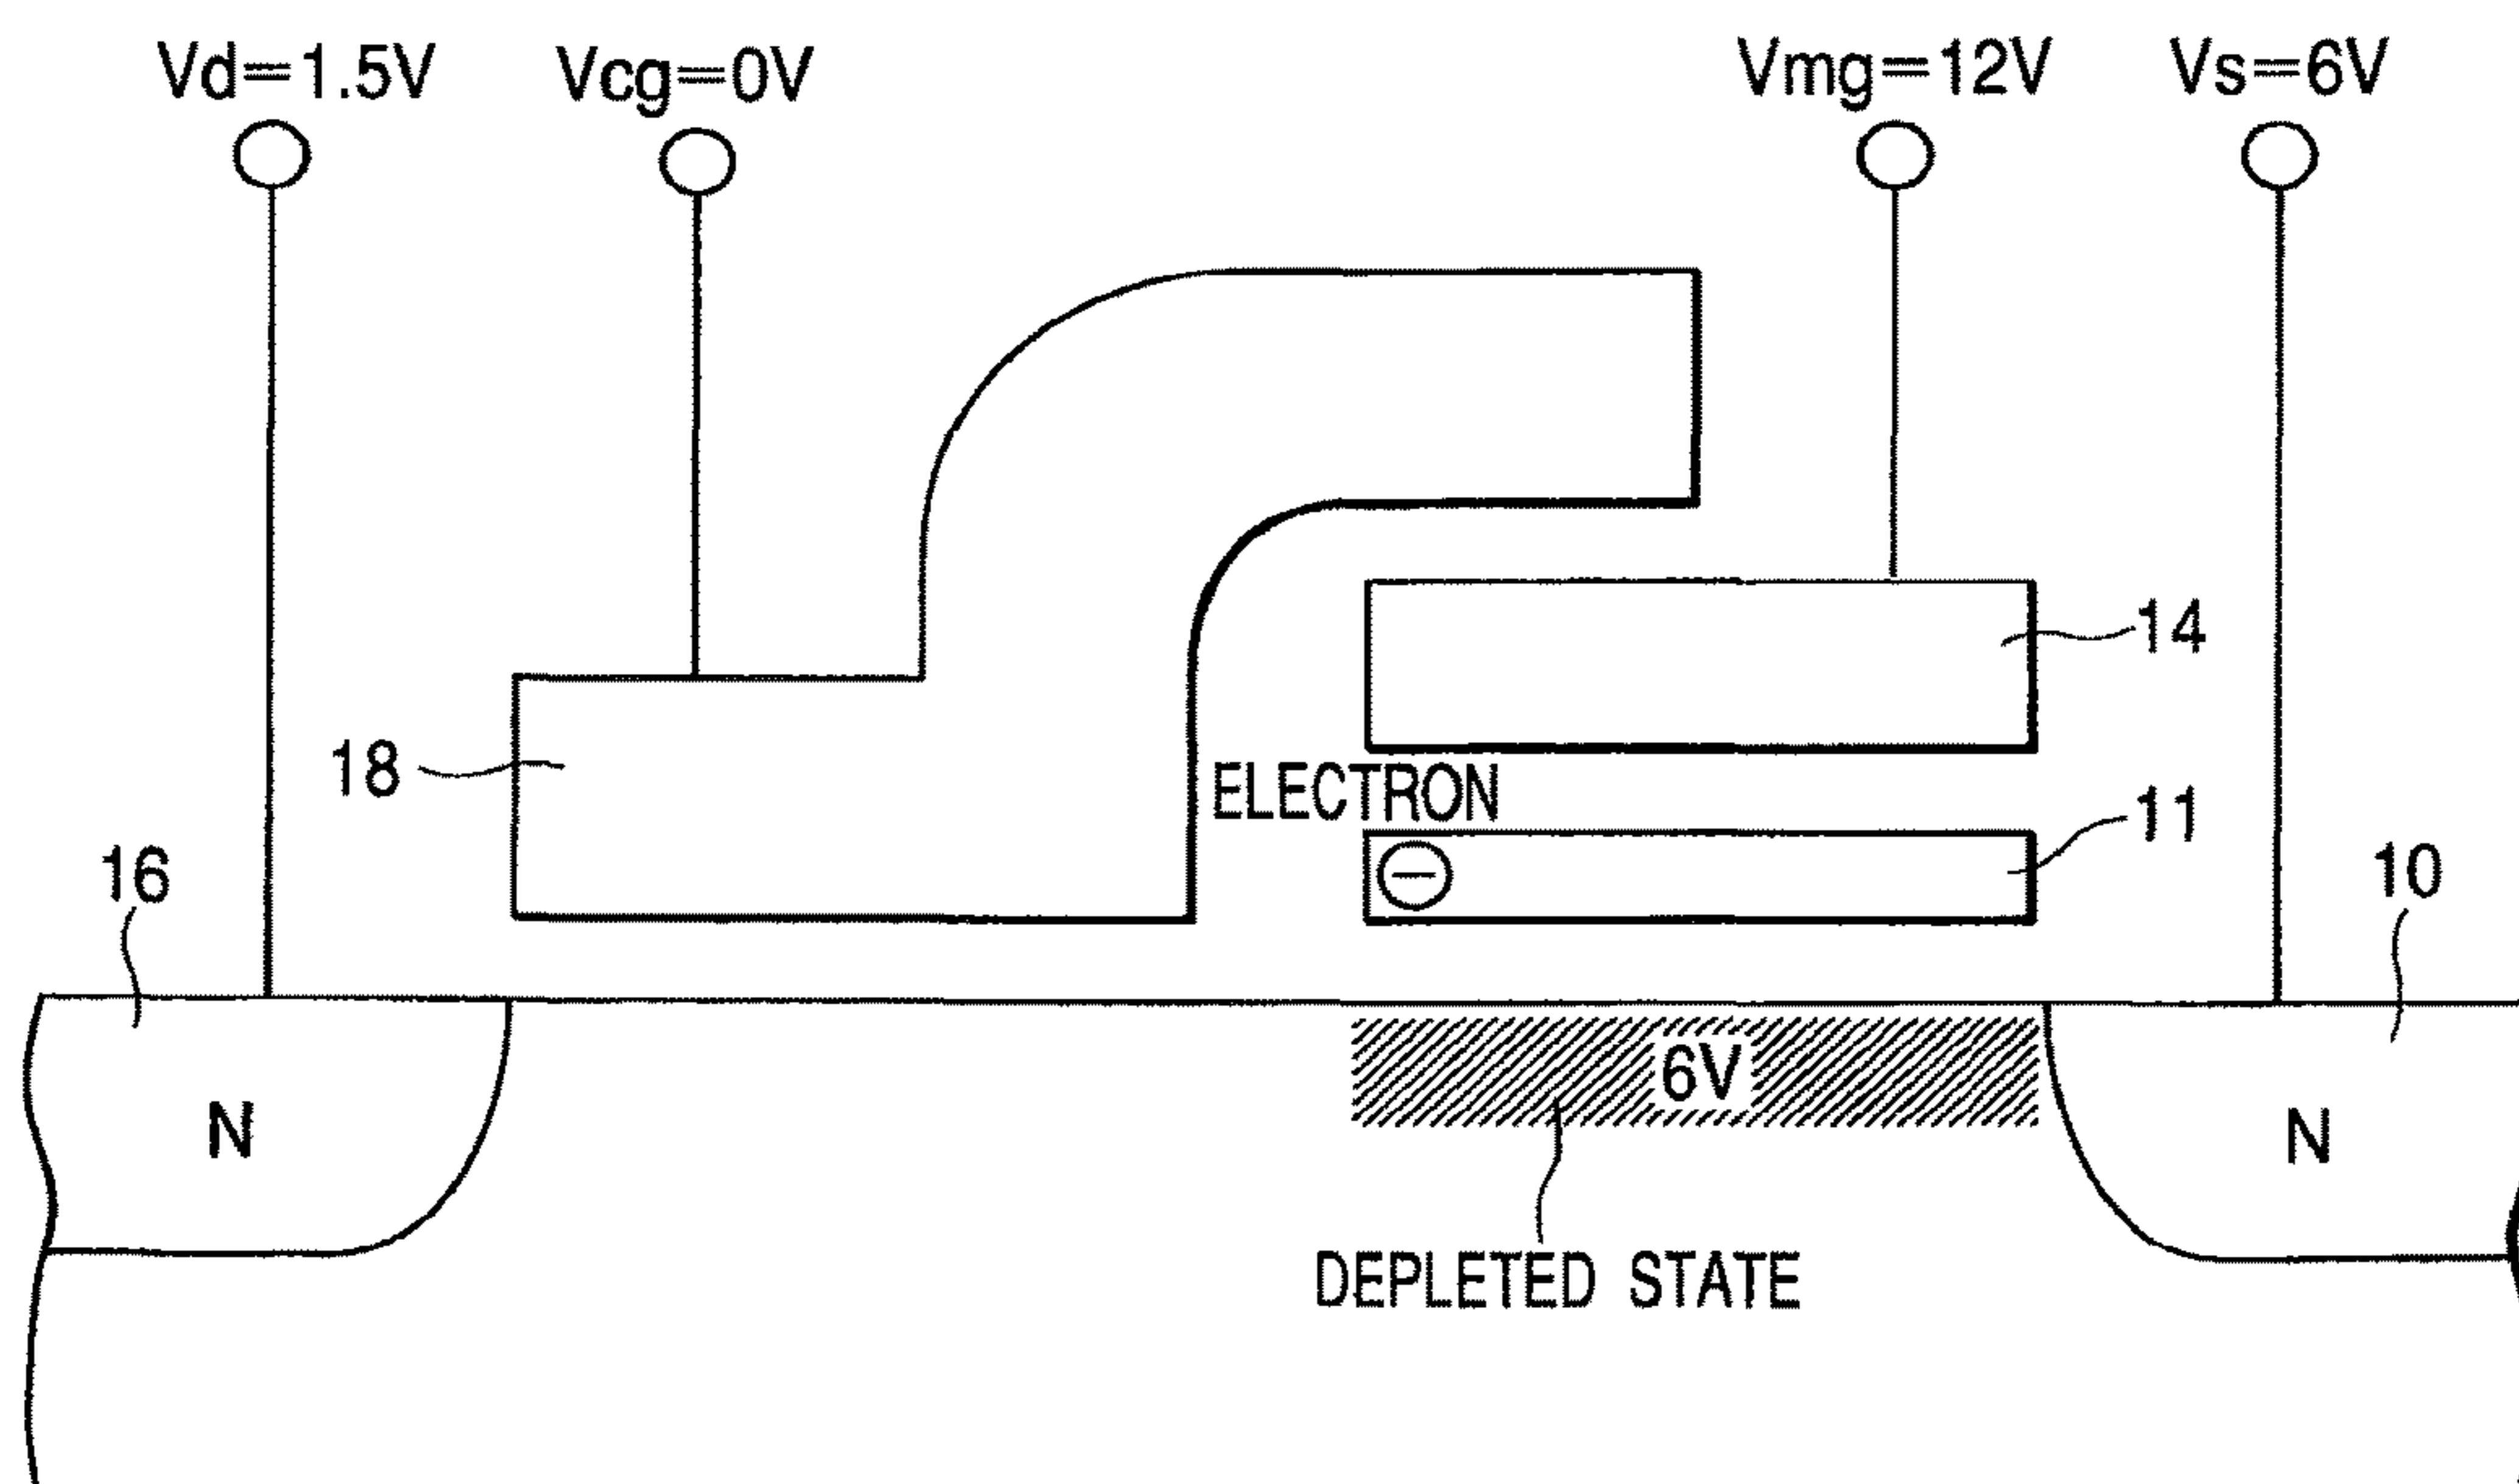 Vd=1.5V
Vcg=0V
Vmg=12V
Vs=6V
14
18
ELECTRON
11
16
10
6V
N
N
DEPLETED STATE